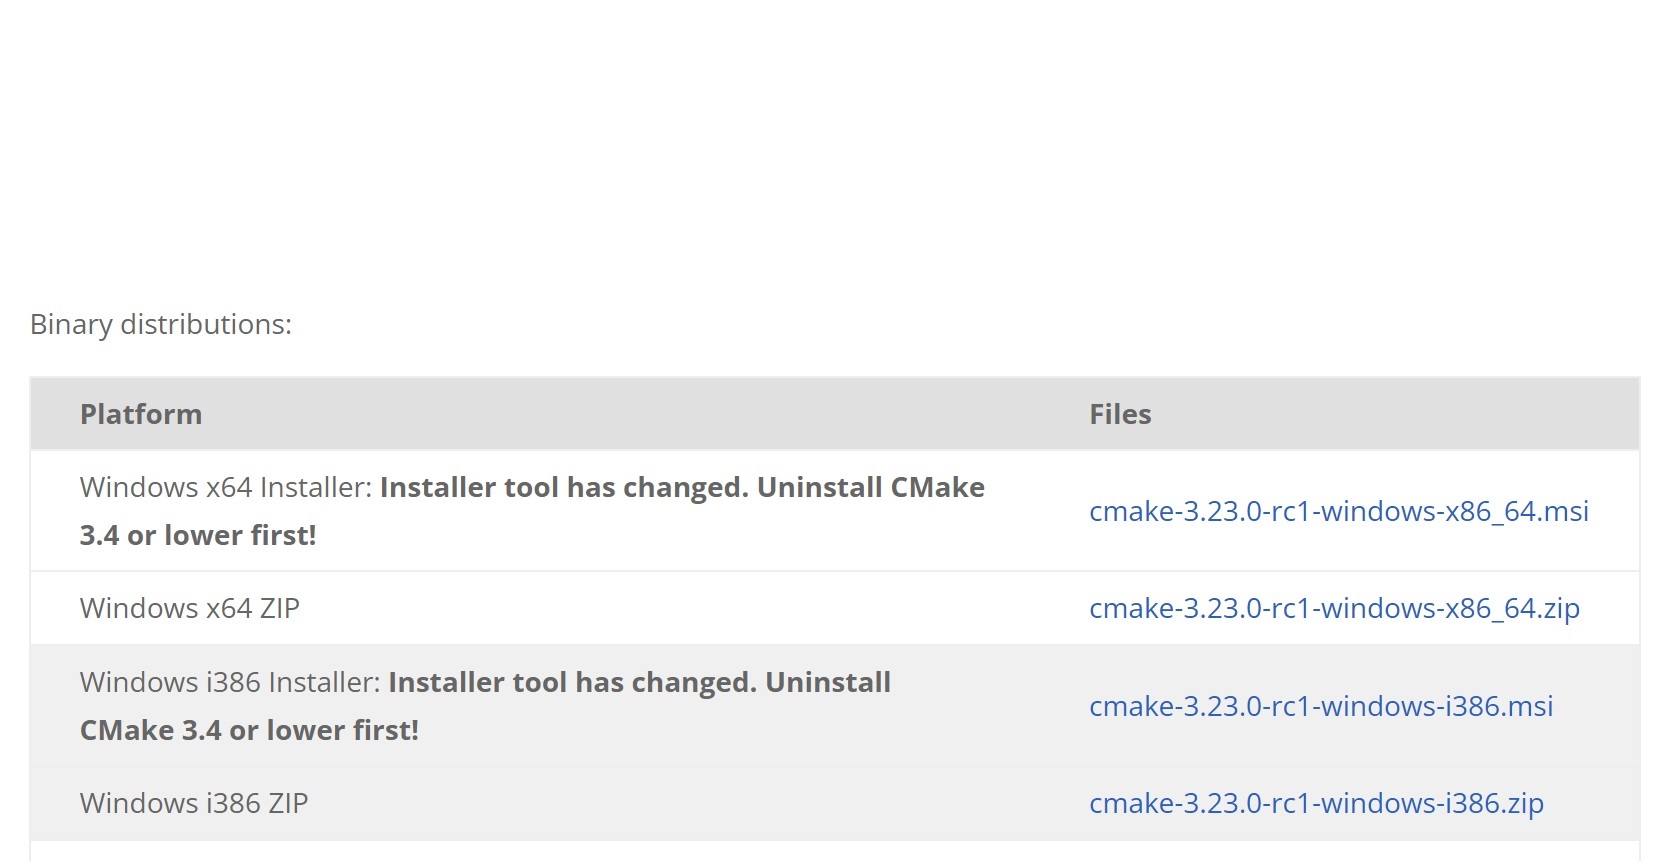 Binary distributions:
Platform Files
Windows x64 Installer: Installer tool has changed. Uninstall CMake
3.4 or lower first!
cmake-3.23.0-rc1-windows-x86_64.msi
Windows x64 ZIP cmake-3.23.0-rc1-windows-x86_64.zip
Windows i386 Installer: Installer tool has changed. Uninstall
CMake 3.4 or lower first!
cmake-3.23.0-rc1-windows-i386.msi
Windows i386 ZIP cmake-3.23.0-rc1-windows-i386.zip